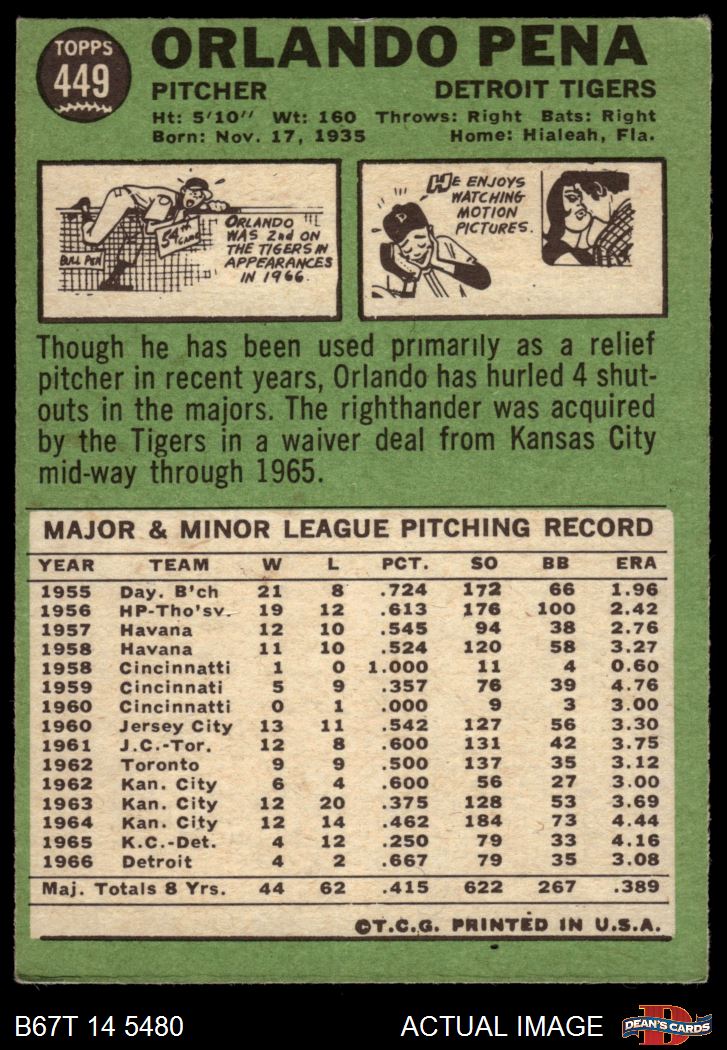 TOPPS
449
ORLANDO PENA
PITCHER DETROIT TIGERS
Ht: 5'10'' Wt: 160 Throws: Right Bats: Right
Born: Nov. 17, 1935 Home: Hialeah, Fla.
54th GAME
BULL PEN
ORLANDO
WAS 2nd ON
THE TIGERS IN
APPEARANCES
IN 1966.
HE ENJOYS
WATCHING
MOTION
PICTURES.
D
Though he has been used primarily as a relief
pitcher in recent years, Orlando has hurled 4 shut-
outs in the majors. The righthander was acquired
by the Tigers in a waiver deal from Kansas City
mid-way through 1965.
MAJOR & MINOR LEAGUE PITCHING RECORD
YEAR TEAM W L PCT. SO BB ERA
1955 Day. B'ch 21 8 .724 172 66 1.96
1956 HP-Tho'sv. 19 12 .613 176 100 2.42
1957 Havana 12 10 .545 94 38 2.76
1958 Havana 11 10 .524 120 58 3.27
1958 Cincinnatti 1 0 1.000 11 4 0.60
1959 Cincinnati 5 9 .357 76 39 4.76
1960 Cincinnatti 0 1 .000 9 3 3.00
1960 Jersey City 13 11 .542 127 56 3.30
1961 J.C.-Tor. 12 8 .600 131 42 3.75
1962 Toronto 9 9 .500 137 35 3.12
1962 Kan. City 6 4 .600 56 27 3.00
1963 Kan. City 12 20 .375 128 53 3.69
1964 Kan. City 12 14 .462 184 73 4.44
1965 K.C.-Det. 4 12 .250 79 33 4.16
1966 Detroit 4 2 .667 79 35 3.08
Maj. Totals 8 Yrs. 44 62 .415 622 267 .389
©T.C.G. PRINTED IN U.S.A.
B67T 14 5480 ACTUAL IMAGE
D
DEAN'S CARDS